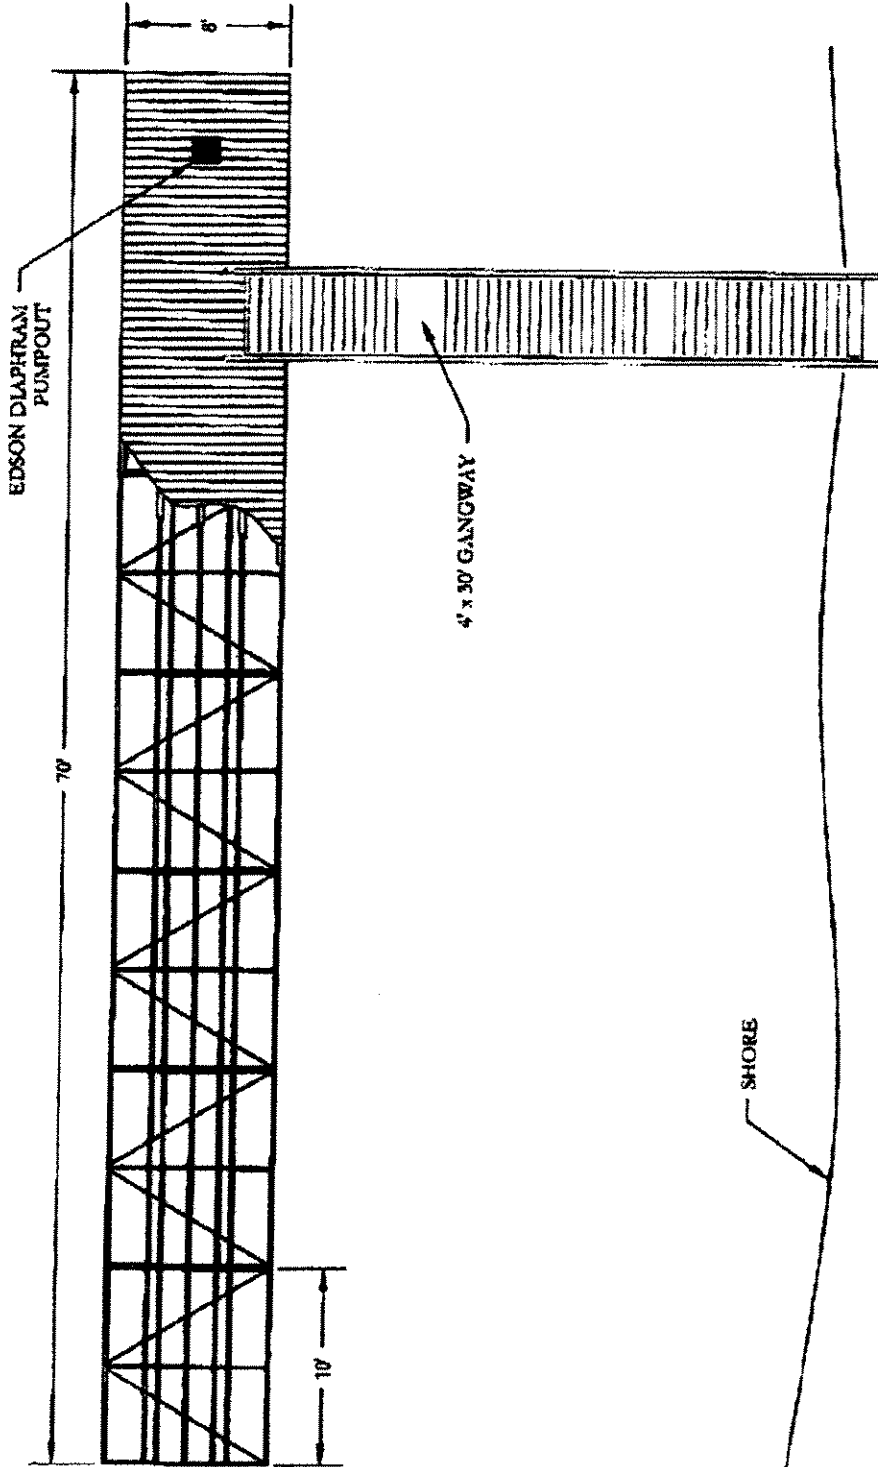 EDSON DIAPHRAM
PUMPOUT
70'
8'
10'
4' x 30' GANGWAY
SHORE